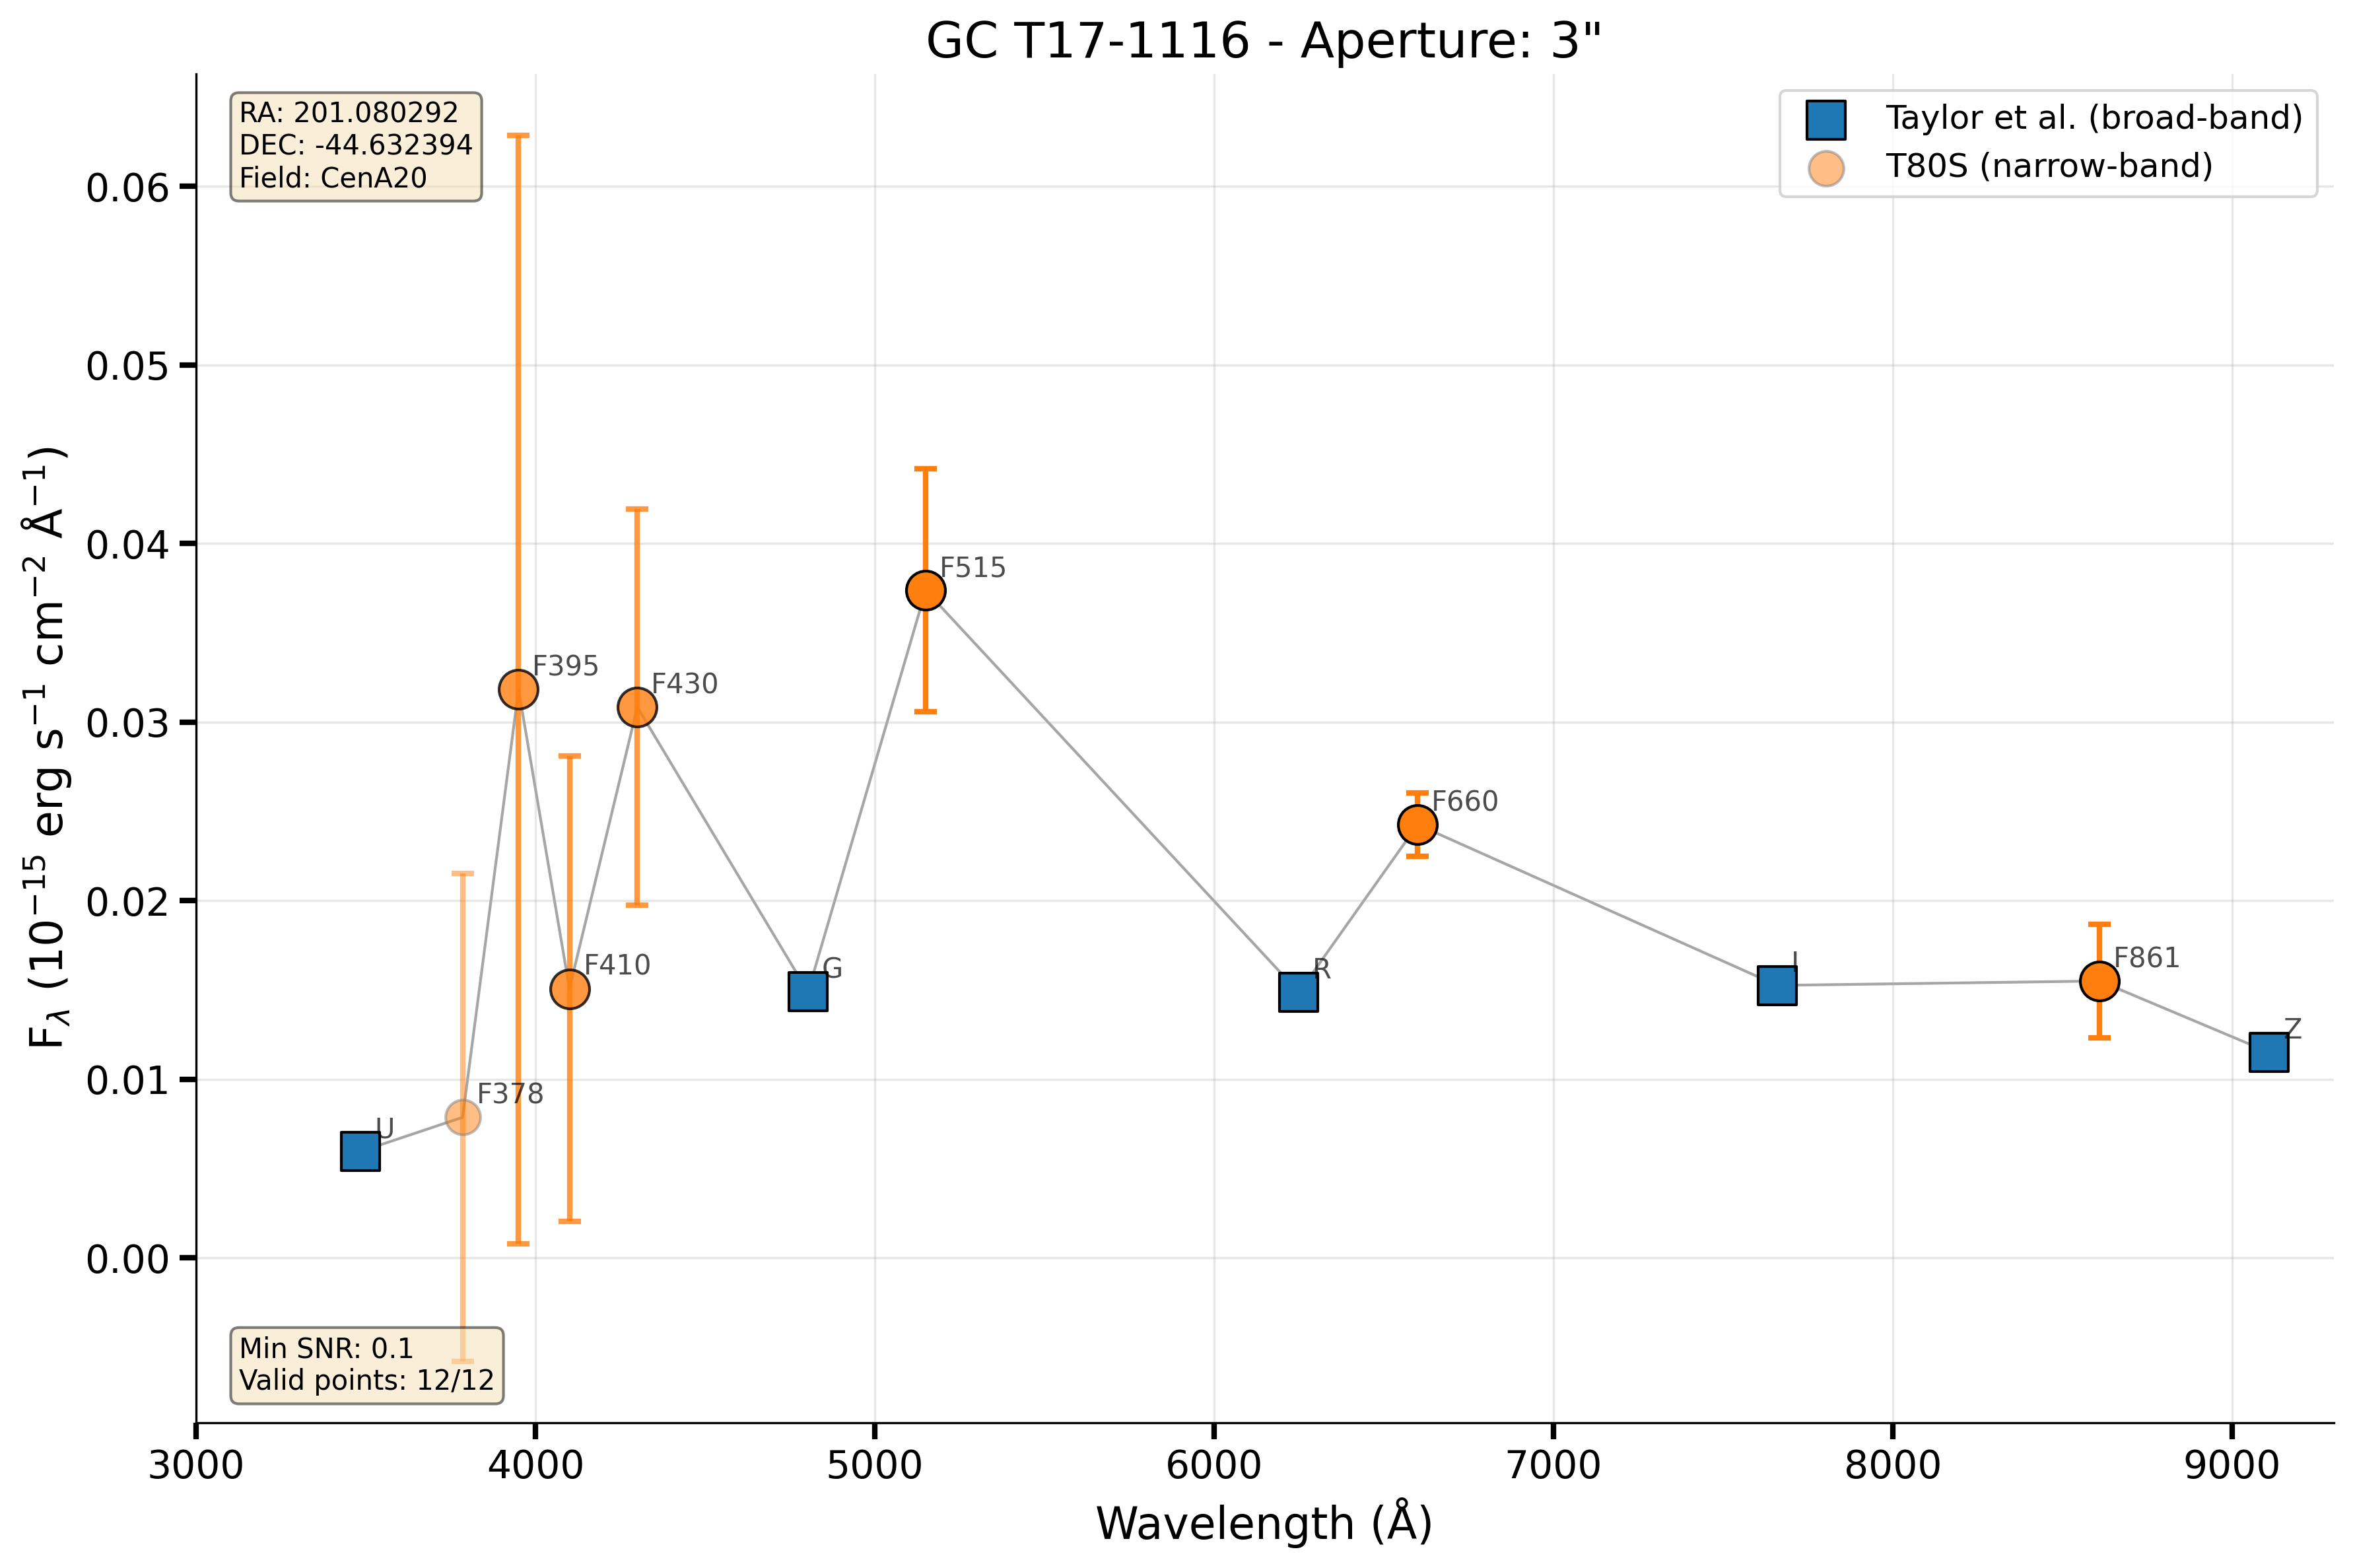 GC T17-1116 - Aperture: 3"
RA: 201.080292
DEC: -44.632394
Field: CenA20
Taylor et al. (broad-band)
T80S (narrow-band)
F$_λ$ (10$^{-15}$ erg s$^{-1}$ cm$^{-2}$ Å$^{-1}$)
0.06
0.05
0.04
0.03
0.02
0.01
0.00
U
F378
F395
F410
F430
G
F515
R
F660
I
F861
Z
Min SNR: 0.1
Valid points: 12/12
3000 4000 5000 6000 7000 8000 9000
Wavelength (Å)